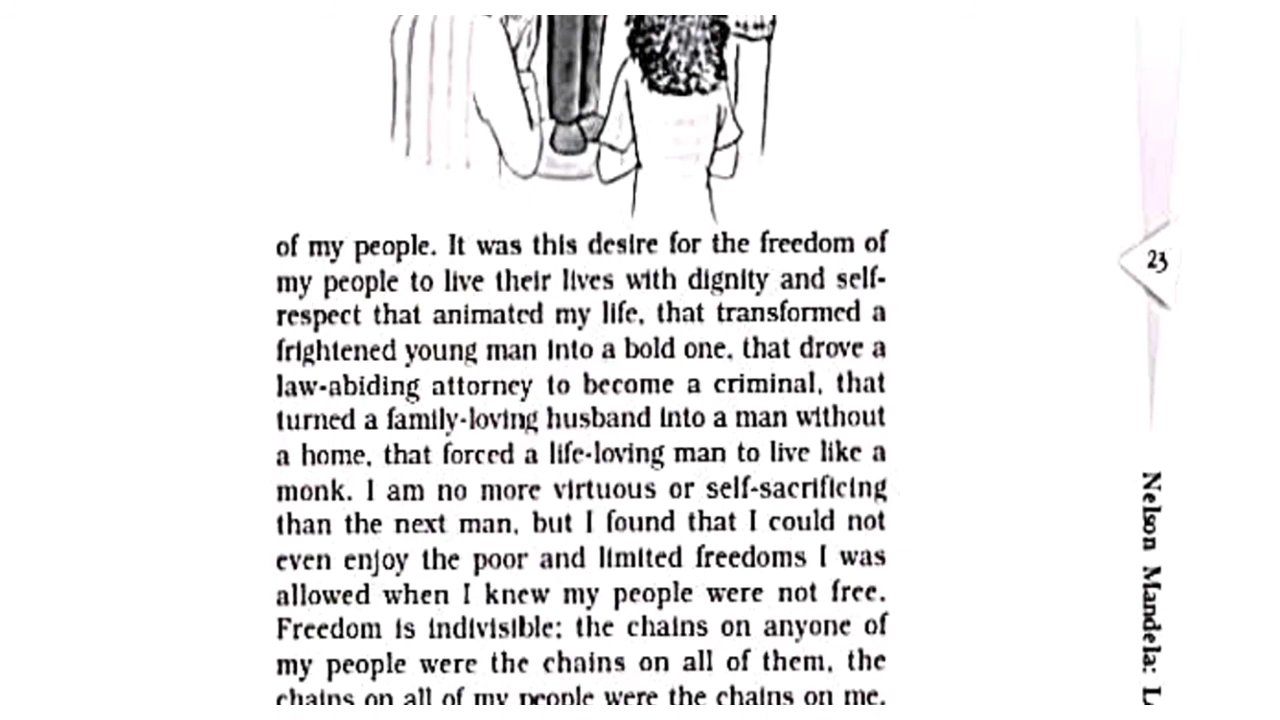 of my people. It was this desire for the freedom of
my people to live their lives with dignity and self-
respect that animated my life, that transformed a
frightened young man into a bold one, that drove a
law-abiding attorney to become a criminal, that
turned a family-loving husband into a man without
a home, that forced a life-loving man to live like a
monk. I am no more virtuous or self-sacrificing
than the next man, but I found that I could not
even enjoy the poor and limited freedoms I was
allowed when I knew my people were not free.
Freedom is indivisible; the chains on anyone of
my people were the chains on all of them, the
chains on all of my people were the chains on me.
23
Nelson Mandela: